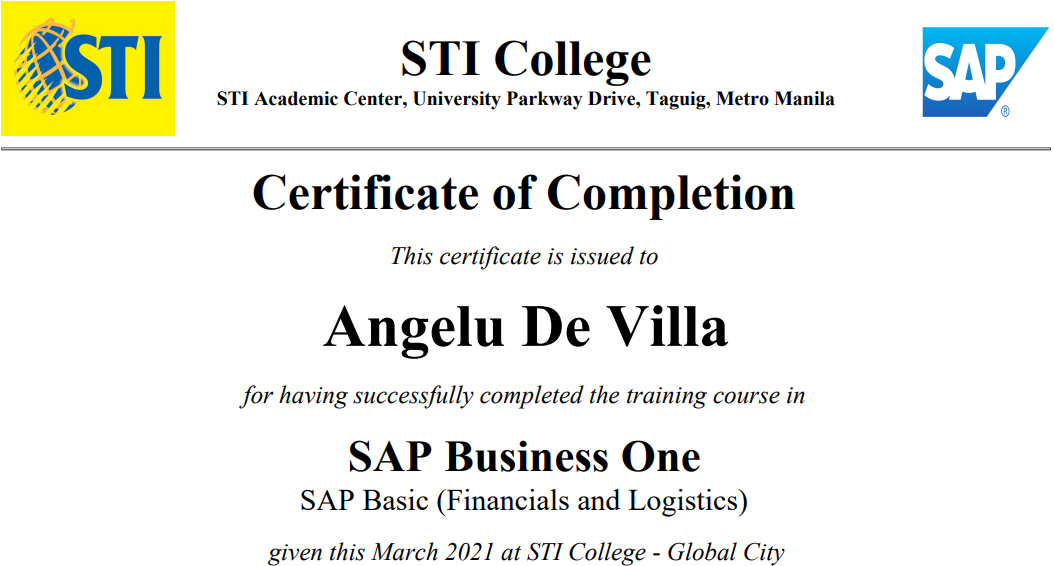 STI
STI College
SAP®
STI Academic Center, University Parkway Drive, Taguig, Metro Manila
Certificate of Completion
This certificate is issued to
Angelu De Villa
for having successfully completed the training course in
SAP Business One
SAP Basic (Financials and Logistics)
given this March 2021 at STI College - Global City